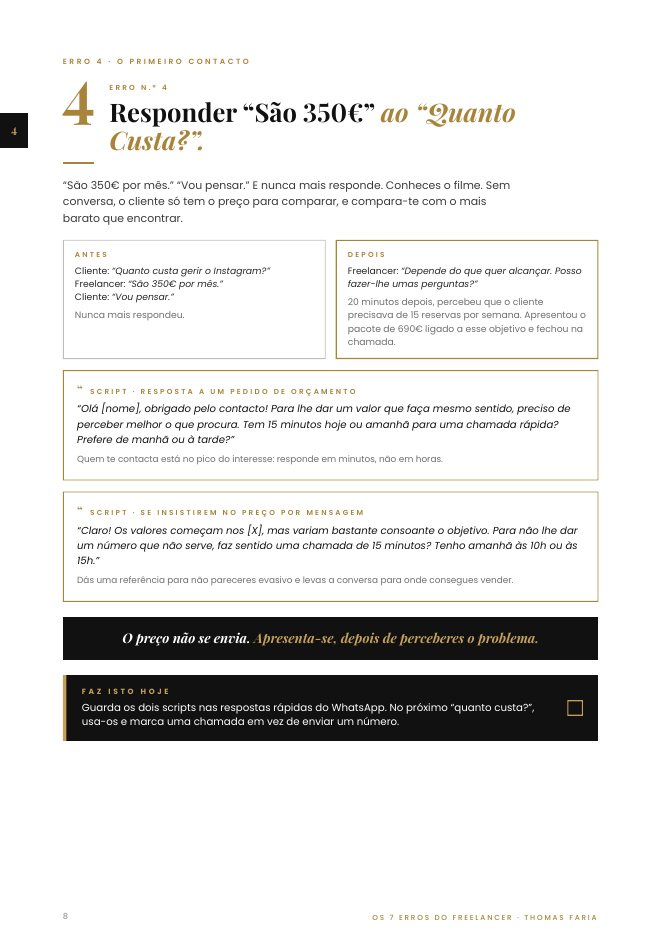 ERRO 4 · O PRIMEIRO CONTACTO
4
4
ERRO N.º 4
Responder “São 350€” ao “Quanto
Custa?”.
“São 350€ por mês.” “Vou pensar.” E nunca mais responde. Conheces o filme. Sem
conversa, o cliente só tem o preço para comparar, e compara-te com o mais
barato que encontrar.
ANTES
Cliente: “Quanto custa gerir o Instagram?”
Freelancer: “São 350€ por mês.”
Cliente: “Vou pensar.”
Nunca mais respondeu.
DEPOIS
Freelancer: “Depende do que quer alcançar. Posso
fazer-lhe umas perguntas?”
20 minutos depois, percebeu que o cliente
precisava de 15 reservas por semana. Apresentou o
pacote de 690€ ligado a esse objetivo e fechou na
chamada.
“ SCRIPT · RESPOSTA A UM PEDIDO DE ORÇAMENTO
“Olá [nome], obrigado pelo contacto! Para lhe dar um valor que faça mesmo sentido, preciso de
perceber melhor o que procura. Tem 15 minutos hoje ou amanhã para uma chamada rápida?
Prefere de manhã ou à tarde?”
Quem te contacta está no pico do interesse: responde em minutos, não em horas.
“ SCRIPT · SE INSISTIREM NO PREÇO POR MENSAGEM
“Claro! Os valores começam nos [X], mas variam bastante consoante o objetivo. Para não lhe dar
um número que não serve, faz sentido uma chamada de 15 minutos? Tenho amanhã às 10h ou às
15h.”
Dás uma referência para não pareceres evasivo e levas a conversa para onde consegues vender.
O preço não se envia. Apresenta-se, depois de perceberes o problema.
FAZ ISTO HOJE
Guarda os dois scripts nas respostas rápidas do WhatsApp. No próximo “quanto custa?”,
usa-os e marca uma chamada em vez de enviar um número.
8
OS 7 ERROS DO FREELANCER · THOMAS FARIA